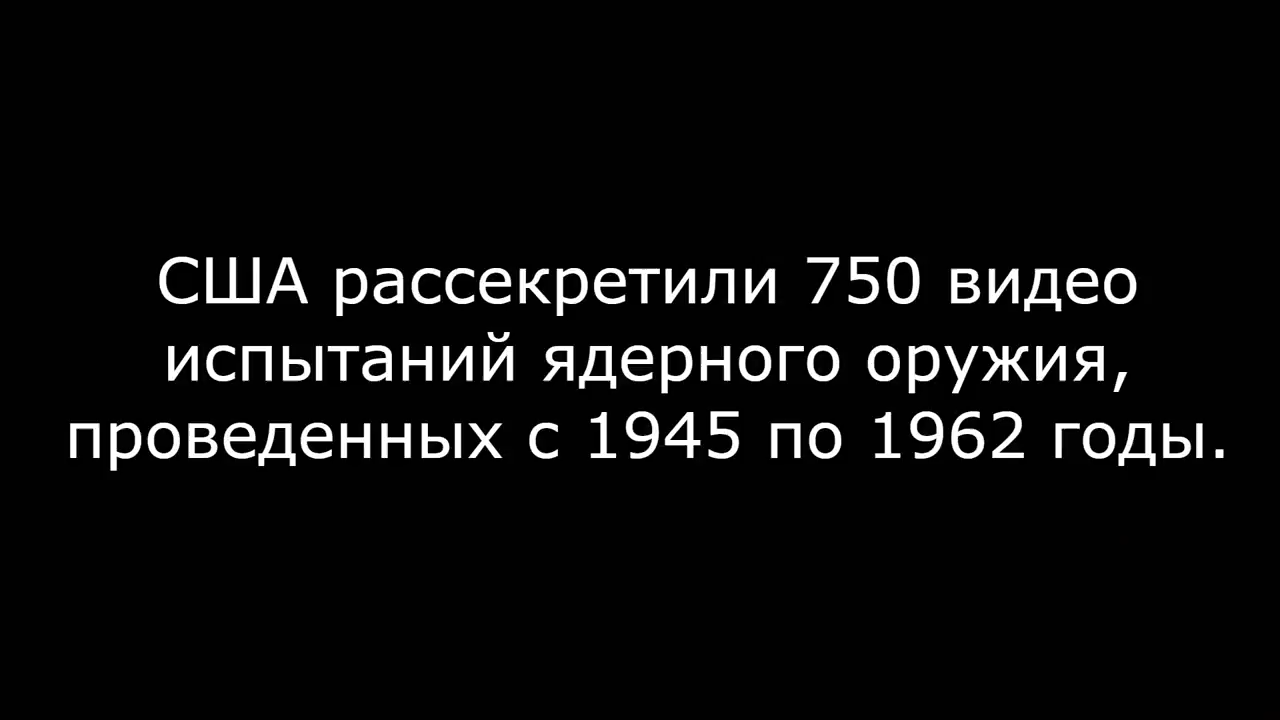 США рассекретили 750 видео
испытаний ядерного оружия,
проведенных с 1945 по 1962 годы.